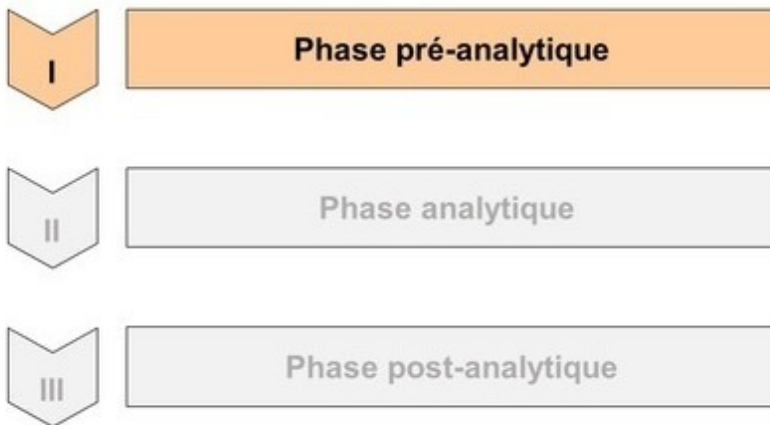 I
Phase pré-analytique
II
Phase analytique
III
Phase post-analytique